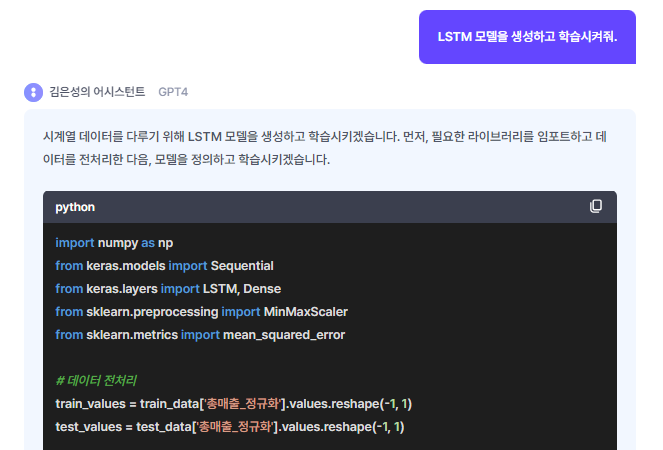 LSTM 모델을 생성하고 학습시켜줘.
김은성의 어시스턴트 GPT4
시계열 데이터를 다루기 위해 LSTM 모델을 생성하고 학습시키겠습니다. 먼저, 필요한 라이브러리를 임포트하고 데
이터를 전처리한 다음, 모델을 정의하고 학습시키겠습니다.
python
import numpy as np
from keras.models import Sequential
from keras.layers import LSTM, Dense
from sklearn.preprocessing import MinMaxScaler
from sklearn.metrics import mean_squared_error
# 데이터 전처리
train_values = train_data['총매출_정규화'].values.reshape(-1, 1)
test_values = test_data['총매출_정규화'].values.reshape(-1, 1)